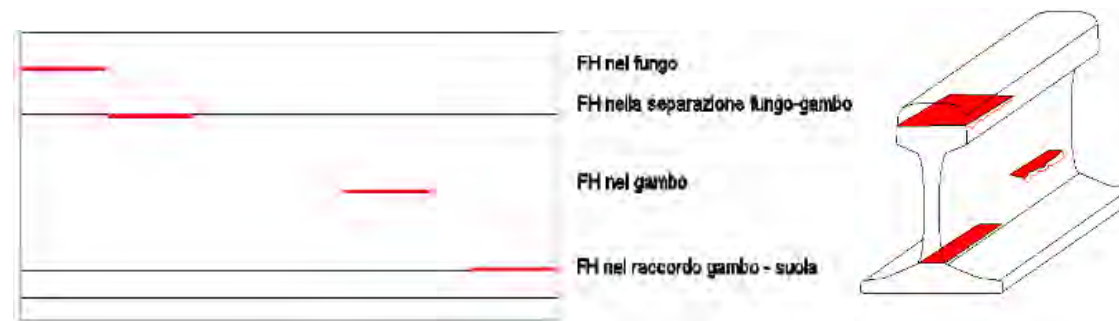 FH nel fungo
FH nella separazione fungo-gambo
FH nel gambo
FH nel raccordo gambo - suola